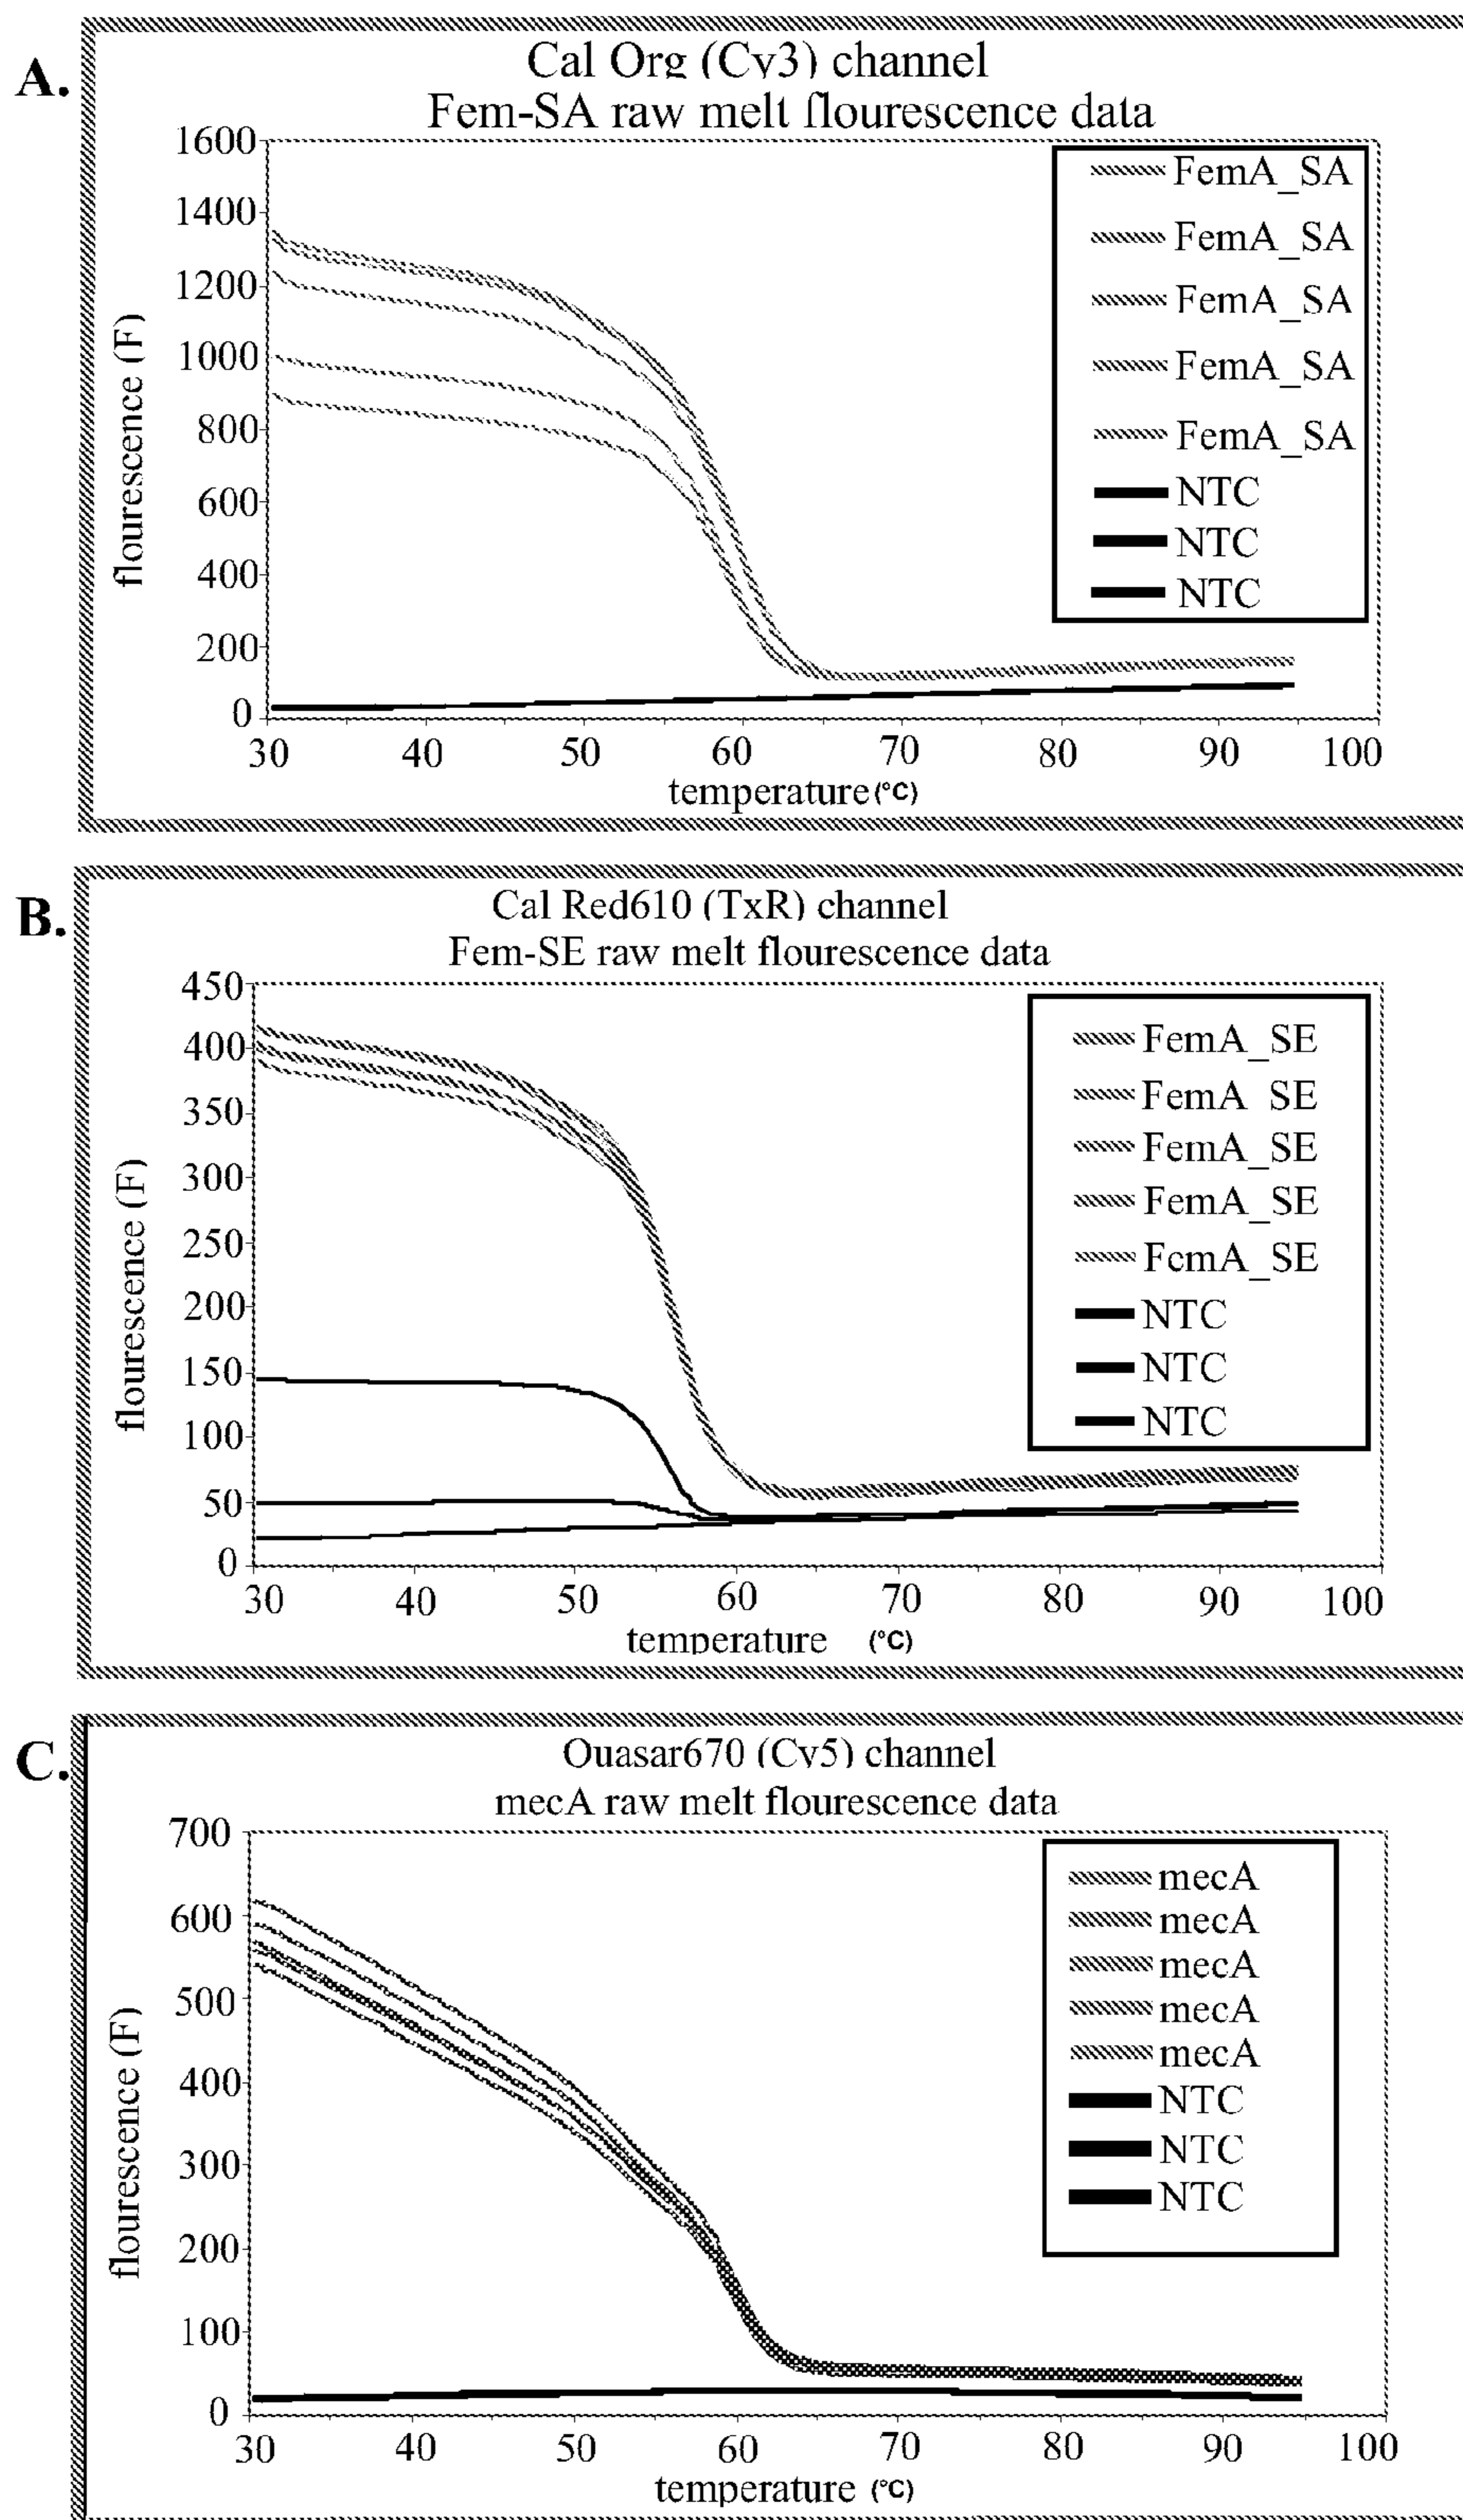 A.
Cal Org (Cy3) channel
Fem-SA raw melt flourescence data
1600
1400
1200
1000
800
600
400
200
0
flourescence (F)
30 40 50 60 70 80 90 100
temperature (°C)
FemA_SA
FemA_SA
FemA_SA
FemA_SA
FemA_SA
NTC
NTC
NTC
B.
Cal Red610 (TxR) channel
Fem-SE raw melt flourescence data
450
400
350
300
250
200
150
100
50
0
flourescence (F)
30 40 50 60 70 80 90 100
temperature (°C)
FemA_SE
FemA_SE
FemA_SE
FemA_SE
FemA_SE
NTC
NTC
NTC
C.
Quasar670 (Cy5) channel
mecA raw melt flourescence data
700
600
500
400
300
200
100
0
flourescence (F)
30 40 50 60 70 80 90 100
temperature (°C)
mecA
mecA
mecA
mecA
mecA
NTC
NTC
NTC